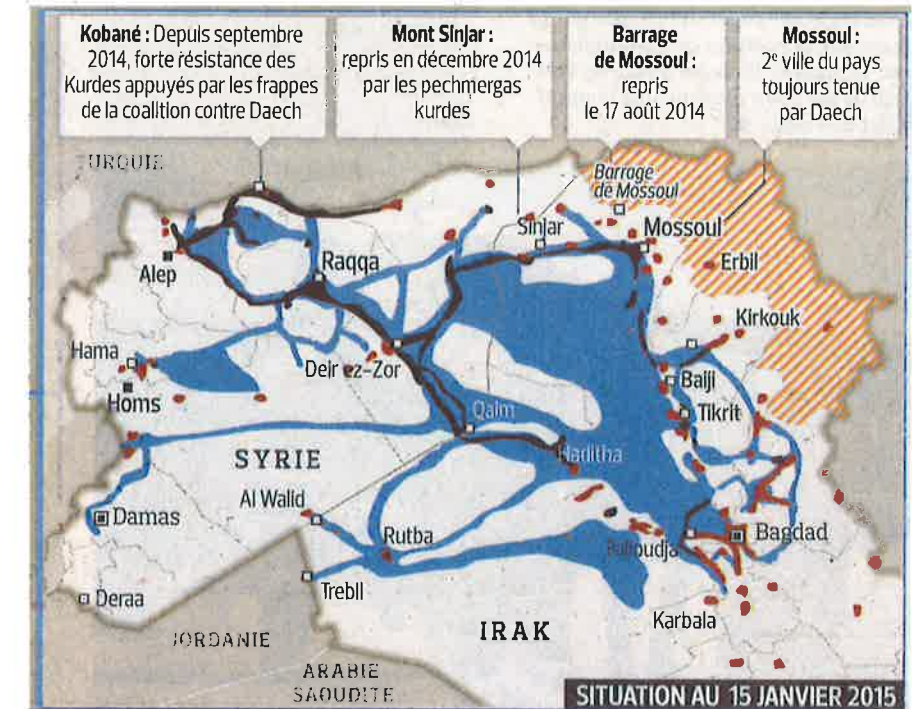 Kobané : Depuis septembre
2014, forte résistance des
Kurdes appuyés par les frappes
de la coalition contre Daech
Mont Sinjar :
repris en décembre 2014
par les pechmergas
kurdes
Barrage
de Mossoul :
repris
le 17 août 2014
Mossoul :
2e ville du pays
toujours tenue
par Daech
TURQUIE
Barrage
de Mossoul
Sinjar
Mossoul
Alep
Raqqa
Erbil
Kirkouk
Hama
Deir ez-Zor
Baiji
Homs
Qaim
Tikrit
SYRIE
Haditha
Al Walid
Damas
Rutba
Falloudja
Bagdad
Trebil
Deraa
Karbala
JORDANIE
IRAK
ARABIE
SAOUDITE
SITUATION AU 15 JANVIER 2015